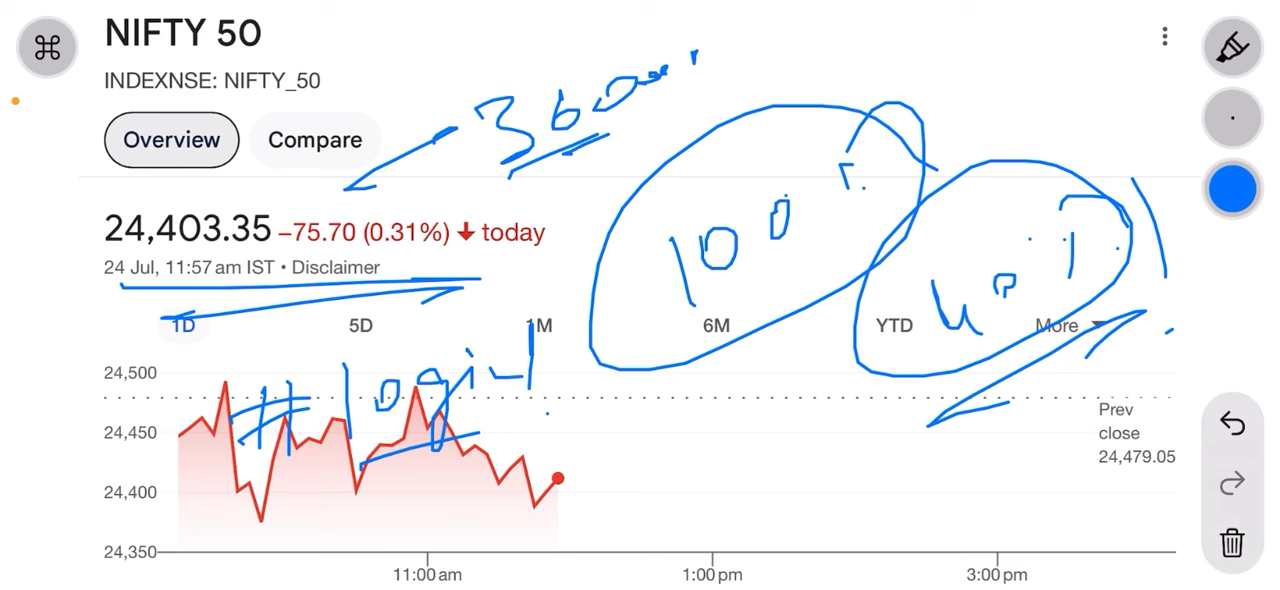 NIFTY 50
INDEXNSE: NIFTY_50
Overview Compare
24,403.35 –75.70 (0.31%) ↓ today
24 Jul, 11:57 am IST • Disclaimer
1D 5D 1M 6M YTD More
100
# logi
24,500
24,450
24,400
24,350
Prev
close
24,479.05
11:00 am 1:00 pm 3:00 pm